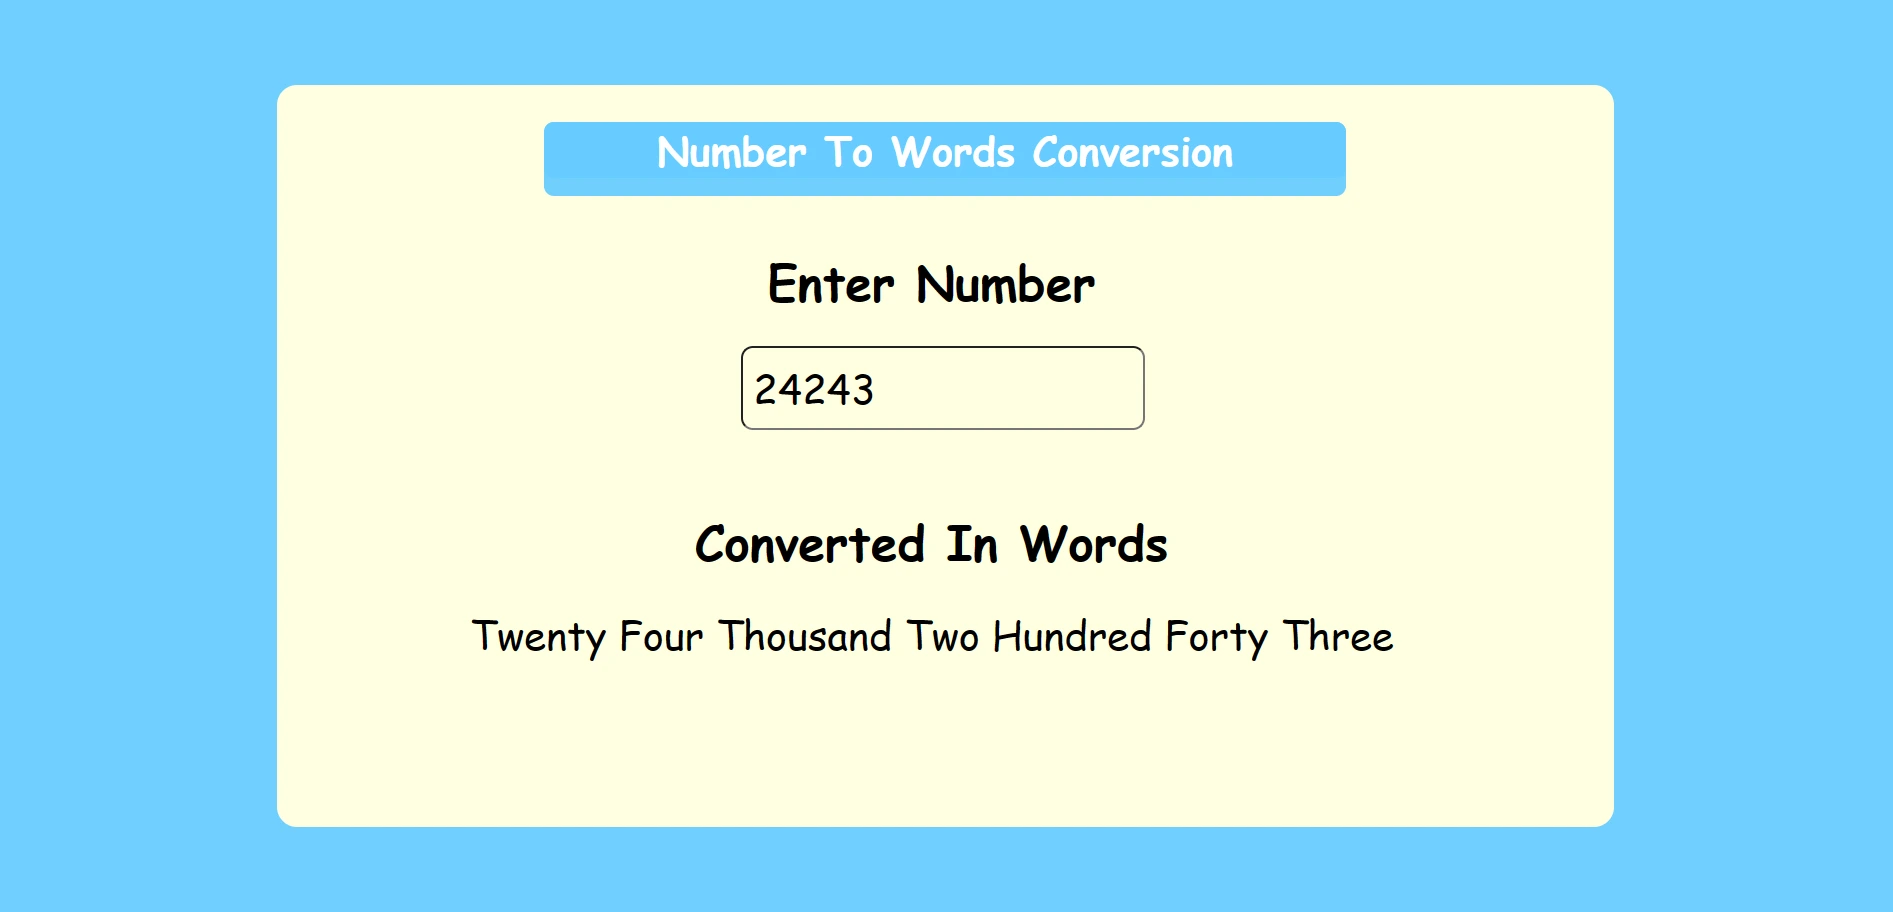 Number To Words Conversion
Enter Number
24243
Converted In Words
Twenty Four Thousand Two Hundred Forty Three